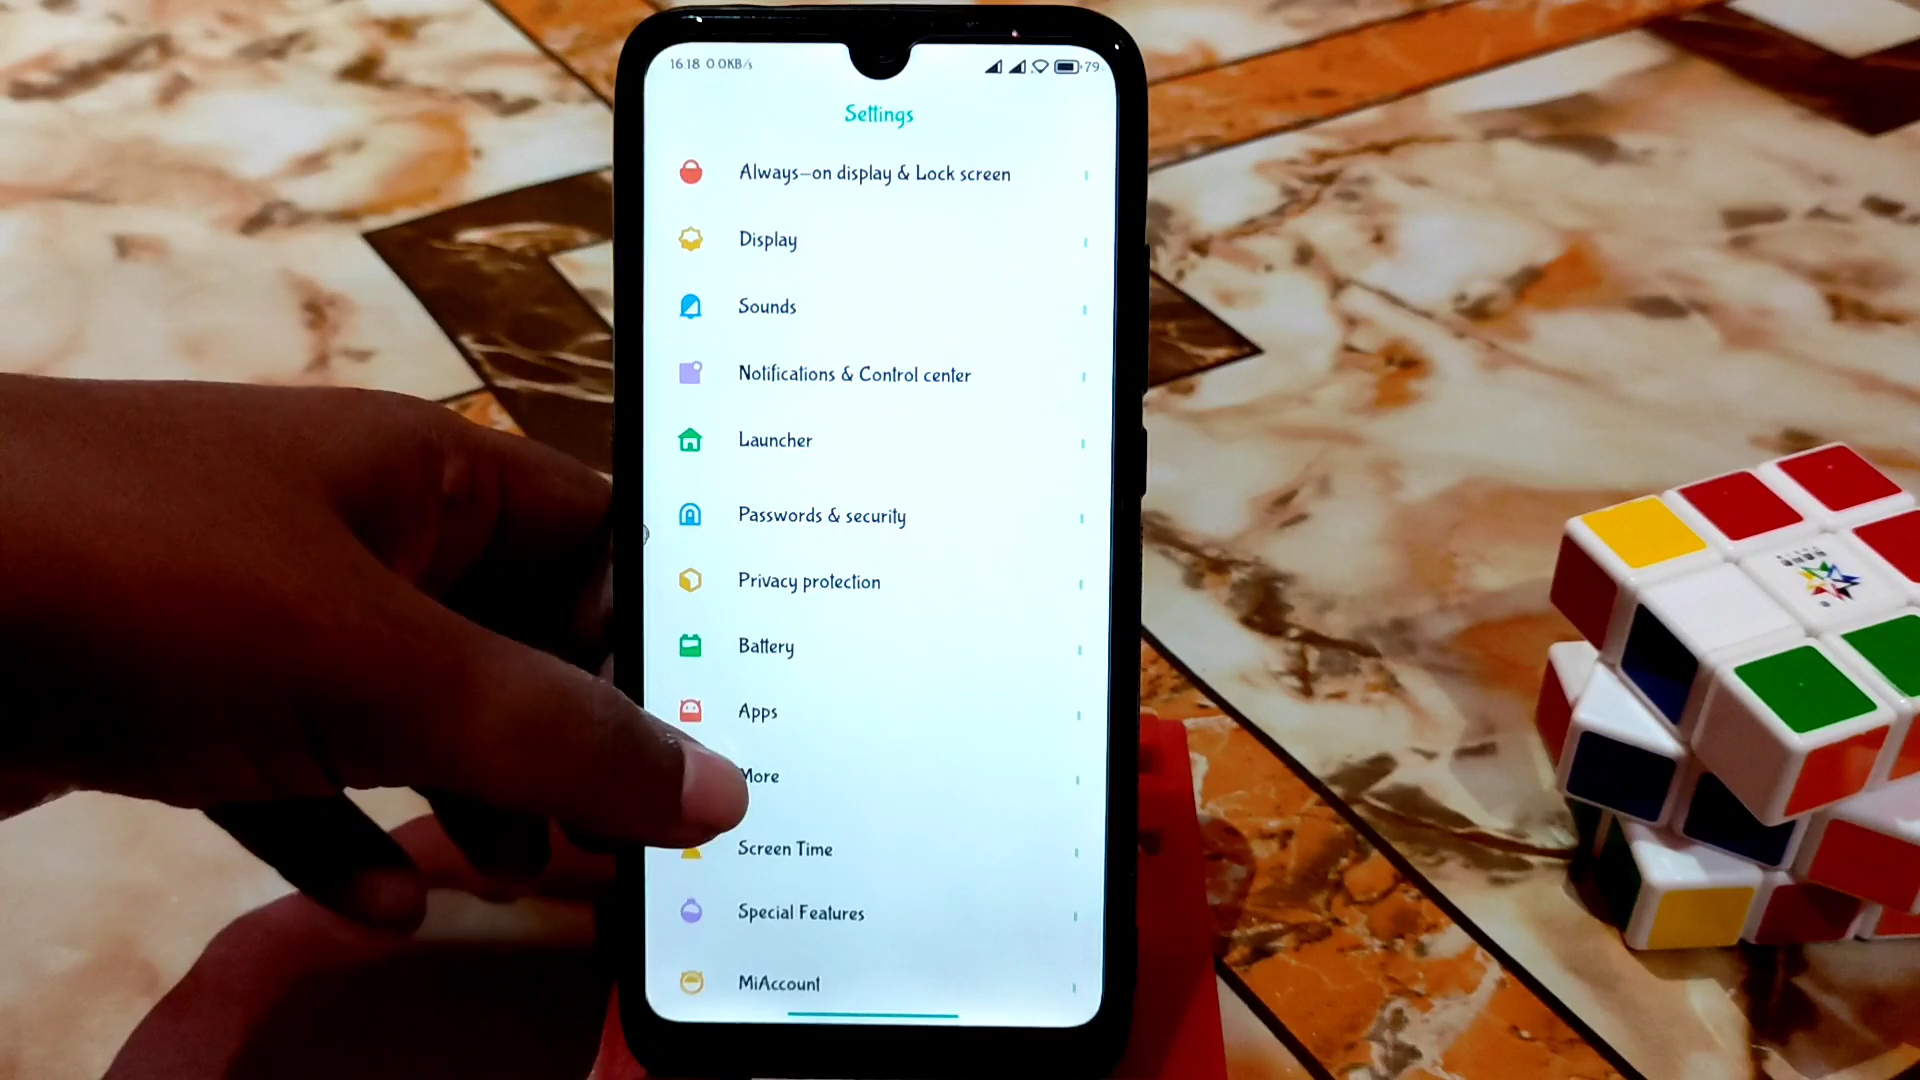 16:18 0.0KB/s 79
Settings
Always-on display & Lock screen
Display
Sounds
Notifications & Control center
Launcher
Passwords & security
Privacy protection
Battery
Apps
More
Screen Time
Special Features
MiAccount